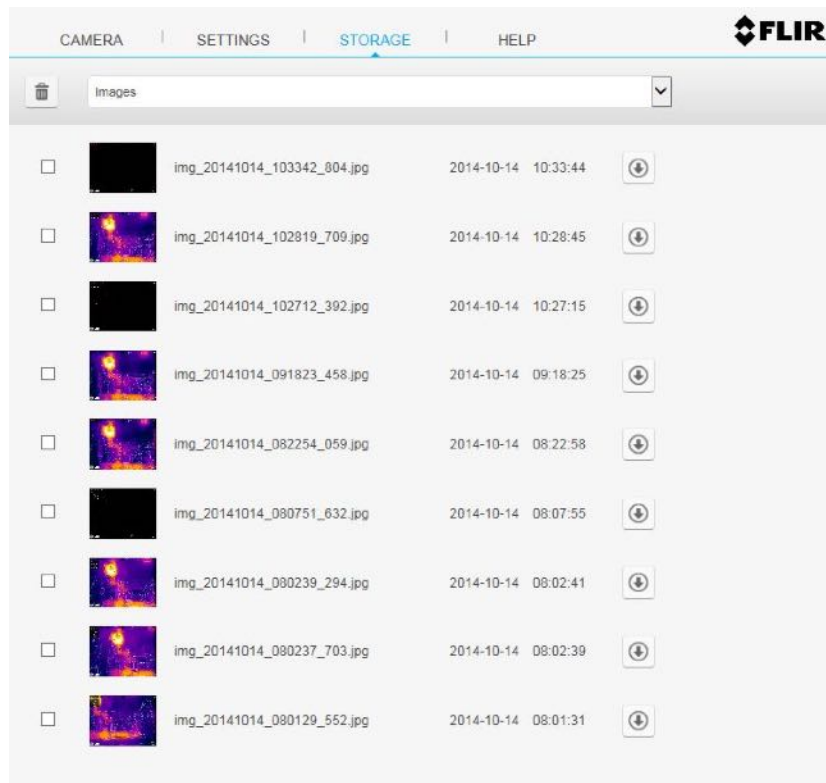 CAMERA | SETTINGS | STORAGE | HELP FLIR
Images
img_20141014_103342_804.jpg 2014-10-14 10:33:44
img_20141014_102819_709.jpg 2014-10-14 10:28:45
img_20141014_102712_392.jpg 2014-10-14 10:27:15
img_20141014_091823_458.jpg 2014-10-14 09:18:25
img_20141014_082254_059.jpg 2014-10-14 08:22:58
img_20141014_080751_632.jpg 2014-10-14 08:07:55
img_20141014_080239_294.jpg 2014-10-14 08:02:41
img_20141014_080237_703.jpg 2014-10-14 08:02:39
img_20141014_080129_552.jpg 2014-10-14 08:01:31